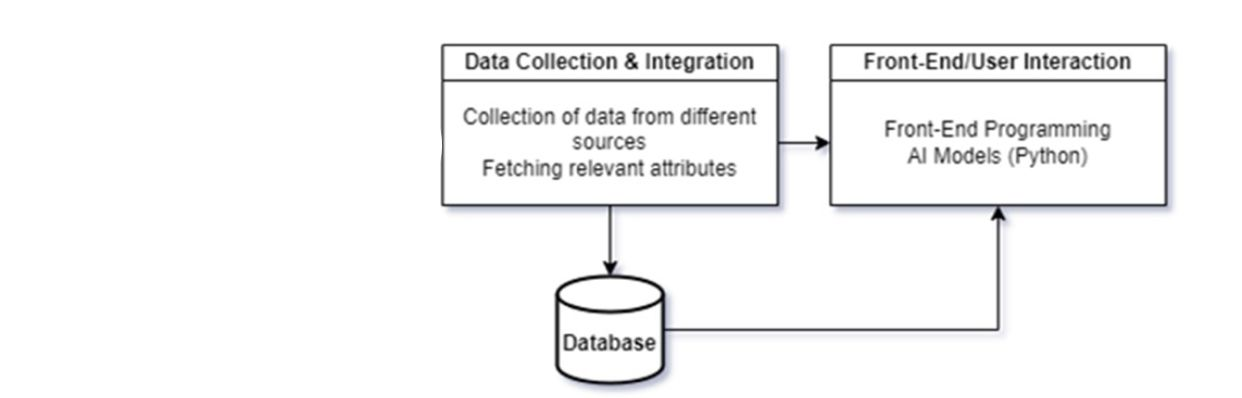 Data Collection & Integration
Collection of data from different
sources
Fetching relevant attributes
Front-End/User Interaction
Front-End Programming
AI Models (Python)
Database